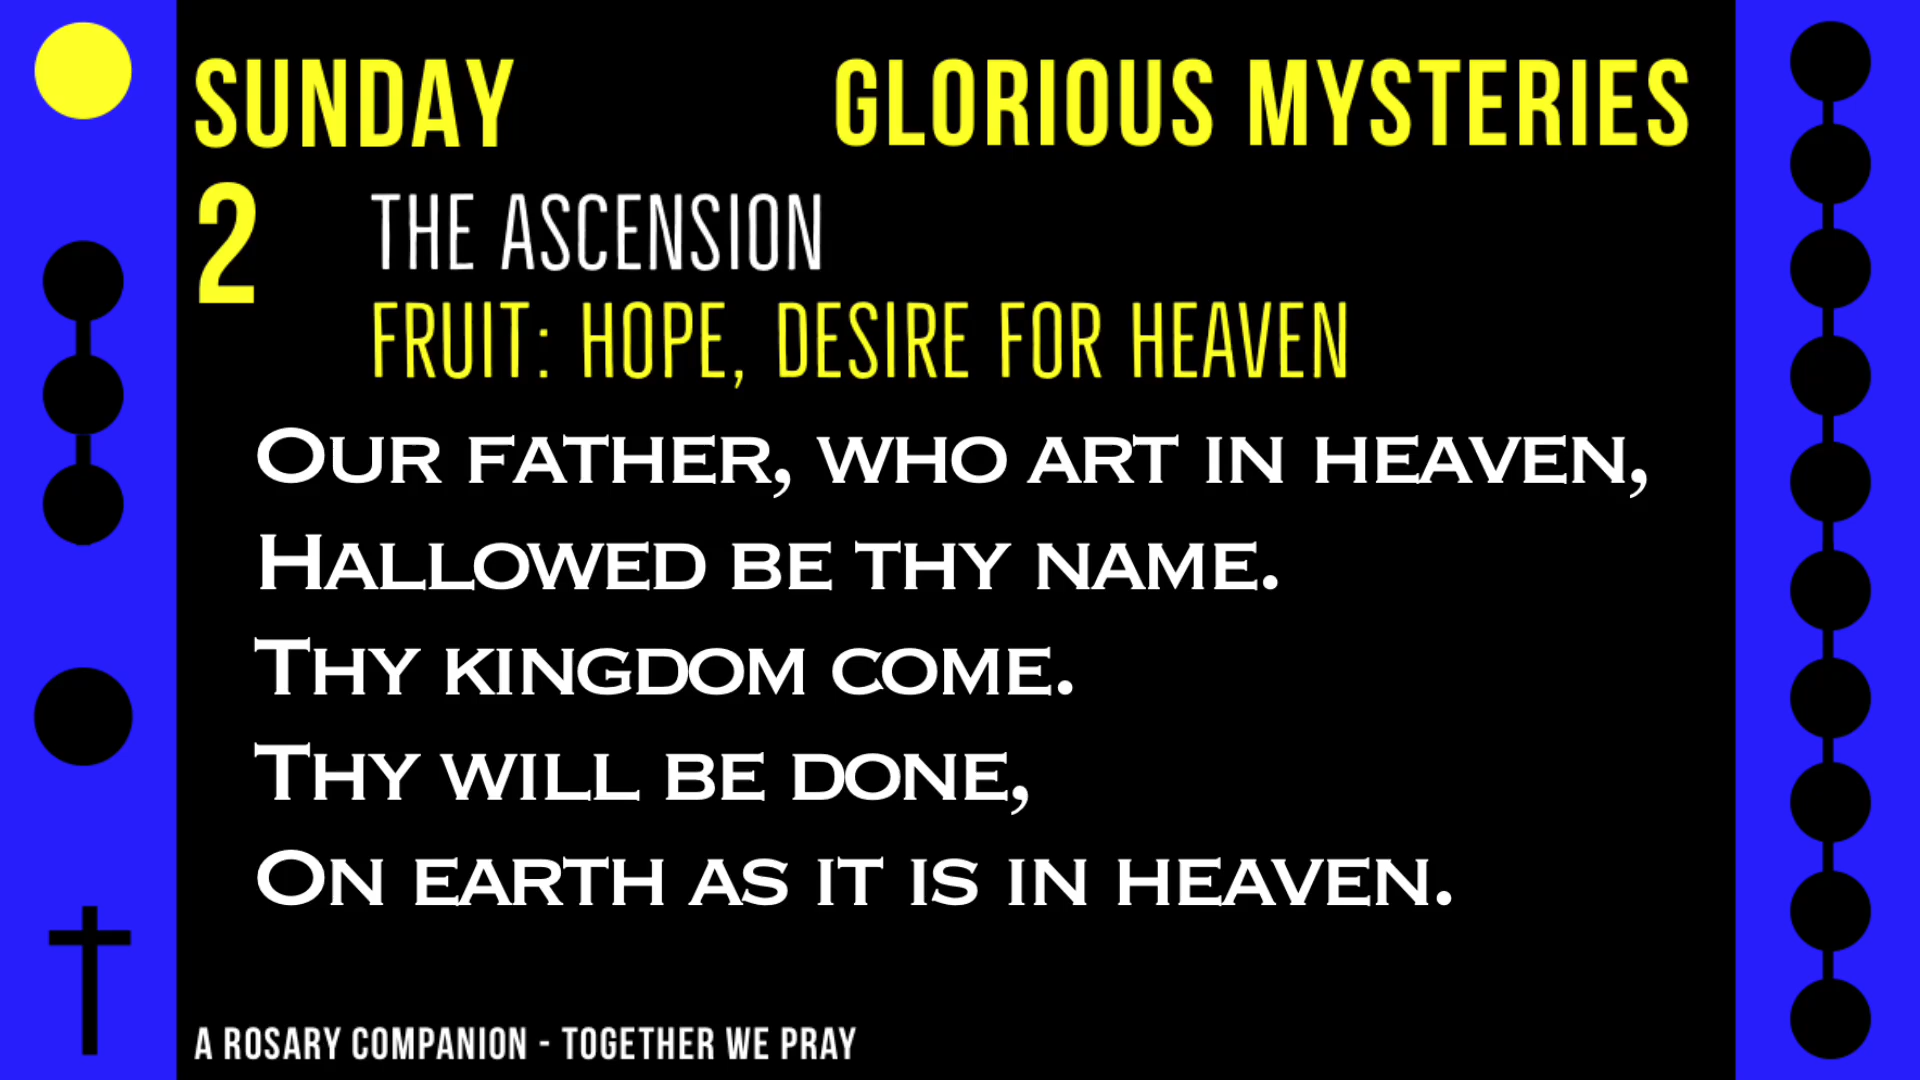 SUNDAY GLORIOUS MYSTERIES
2 THE ASCENSION
FRUIT: HOPE, DESIRE FOR HEAVEN
OUR FATHER, WHO ART IN HEAVEN,
HALLOWED BE THY NAME.
THY KINGDOM COME.
THY WILL BE DONE,
ON EARTH AS IT IS IN HEAVEN.
A ROSARY COMPANION - TOGETHER WE PRAY